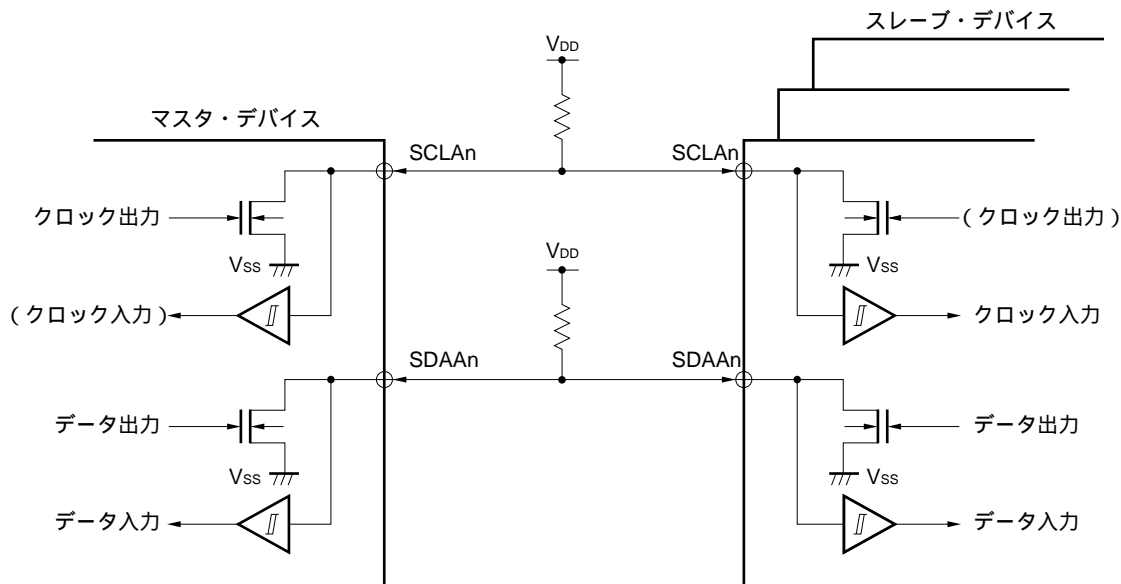 スレーブ・デバイス
VDD
マスタ・デバイス
SCLAn
SCLAn
クロック出力
(クロック出力)
VSS
VSS
VDD
(クロック入力)
クロック入力
SDAAn
SDAAn
データ出力
データ出力
VSS
VSS
データ入力
データ入力